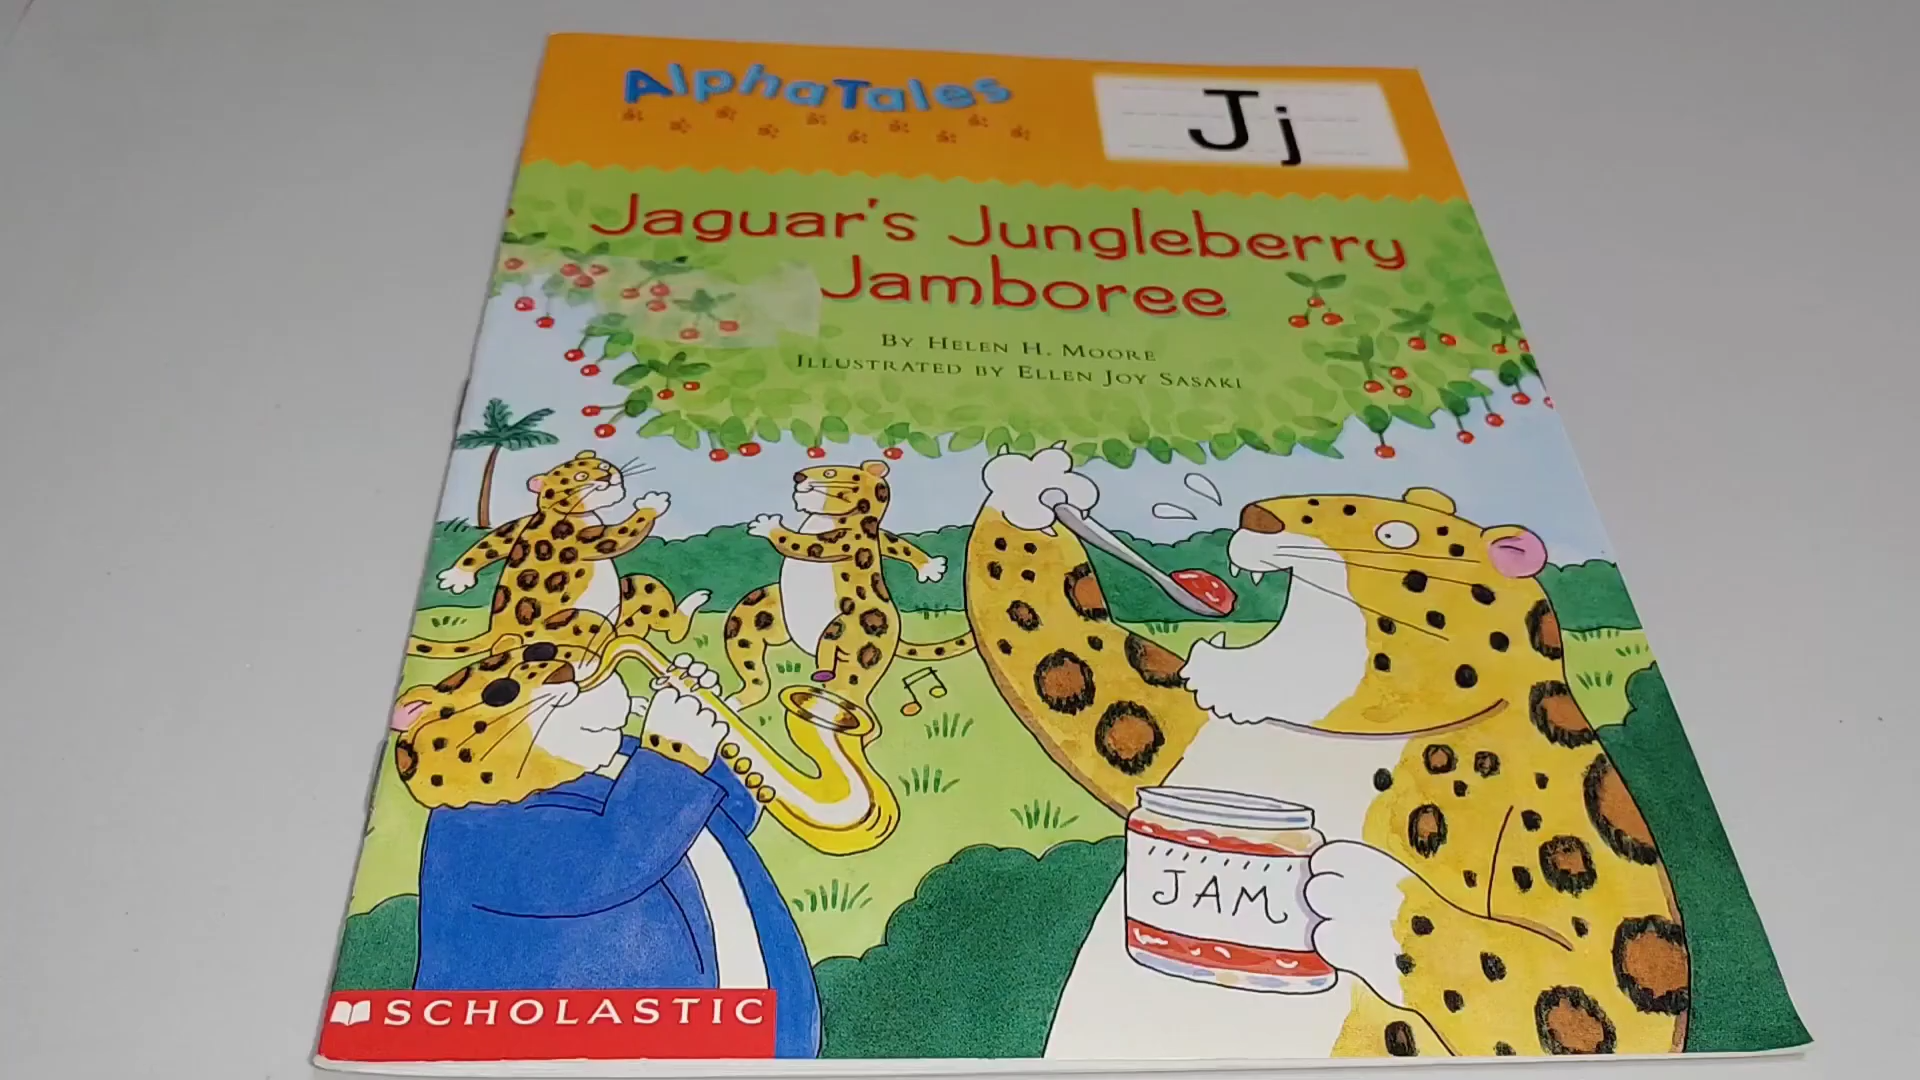 AlphaTales
Jj
Jaguar's Jungleberry
Jamboree
By Helen H. Moore
Illustrated by Ellen Joy Sasaki
JAM
SCHOLASTIC